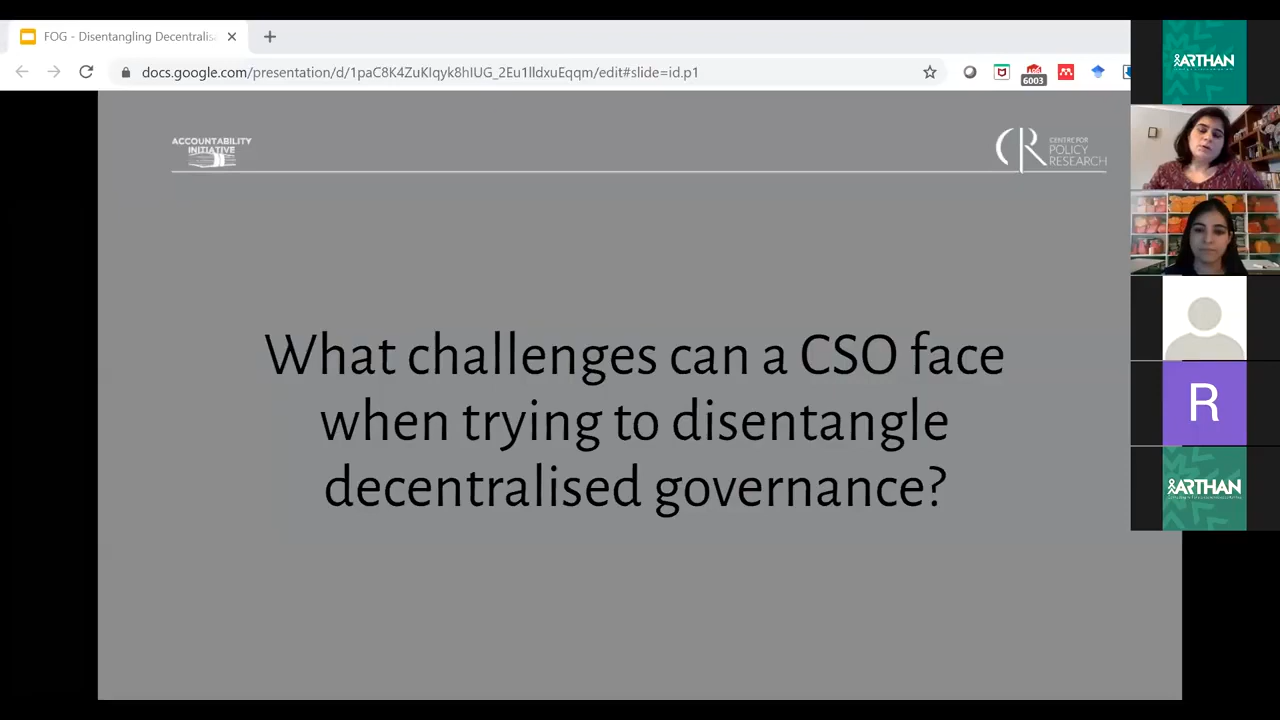 FOG - Disentangling Decentralis
docs.google.com/presentation/d/1paC8K4ZuKIqyk8hIUG_2Eu1lldxuEqqm/edit#slide=id.p1
6003
ARTHAN
ACCOUNTABILITY
INITIATIVE
CENTRE FOR
POLICY
RESEARCH
What challenges can a CSO face
when trying to disentangle
decentralised governance?
R
ARTHAN